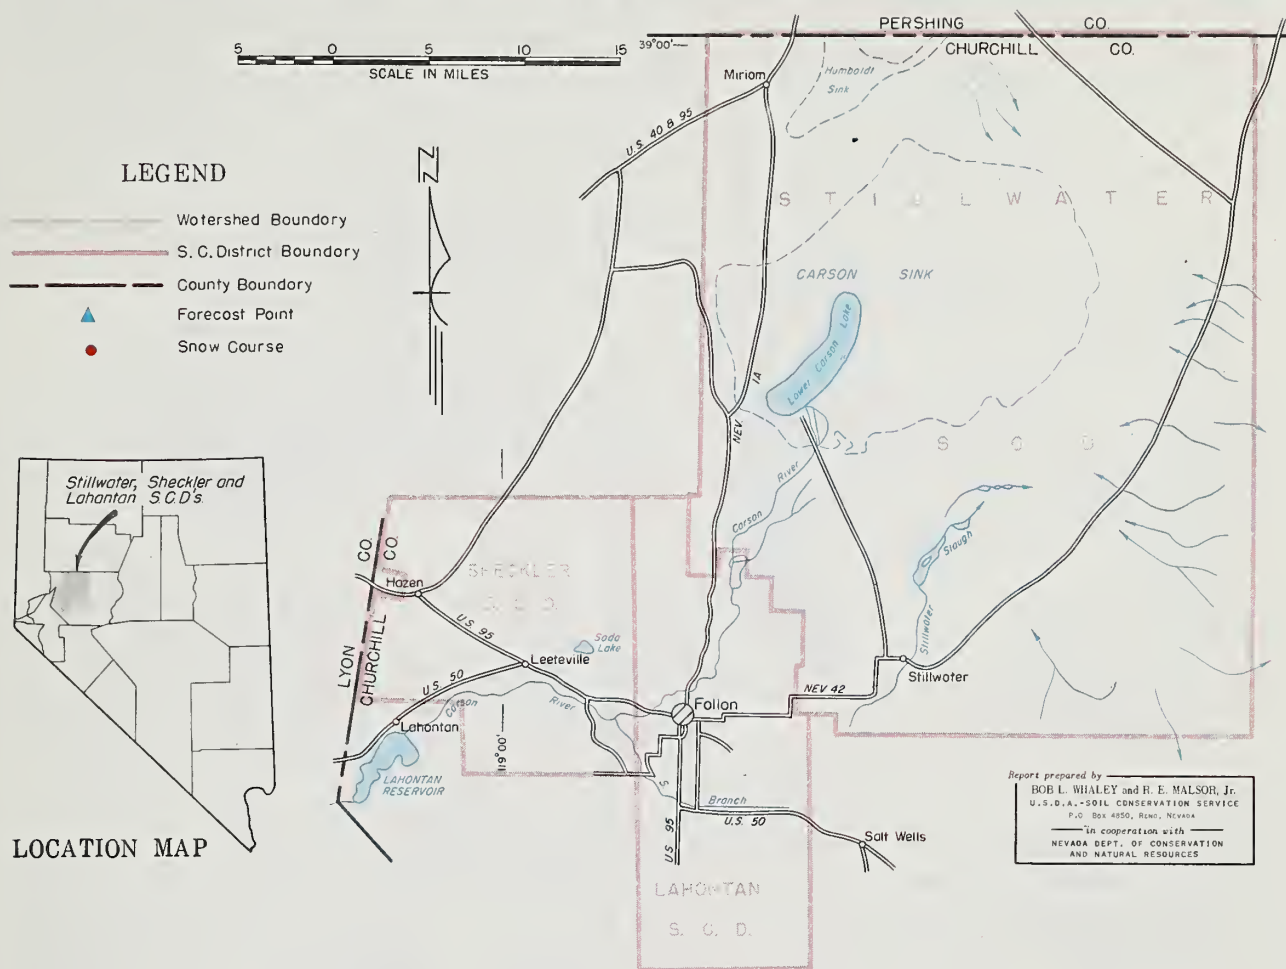 PERSHING CO.
CHURCHILL CO.
5 0 5 10 15
SCALE IN MILES
39°00'
Miriam
Humboldt
Sink
U.S. 40 & 95
N
LEGEND
Watershed Boundary
S. C. District Boundary
County Boundary
Forecast Point
Snow Course
STILLWATER
CARSON SINK
Lower Carson Lake
NEV 1A
S C D
Carson River
Stillwater Slough
Stillwater, Sheckler and
Lahontan S.C.D's.
LOCATION MAP
LYON CO.
CHURCHILL CO.
Hazen
SHECKLER
S. C. D.
U.S. 95
Soda
Lake
Leeteville
U.S. 50
Carson River
Lahontan
LAHONTAN
RESERVOIR
119°00'
Fallon
NEV 42
Stillwater
S Branch
U.S. 50
US 95
Salt Wells
LAHONTAN
S. C. D.
Report prepared by
BOB L. WHALEY and R. E. MALSOR, Jr.
U.S.D.A.-SOIL CONSERVATION SERVICE
P.O. Box 4850, Reno, Nevada
in cooperation with
NEVADA DEPT. OF CONSERVATION
AND NATURAL RESOURCES